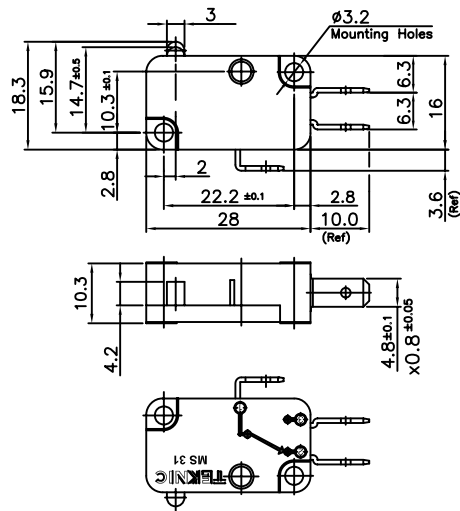 3
ø3.2
Mounting Holes
18.3
15.9
14.7±0.5
10.3±0.1
6.3
6.3
16
2
2.8
22.2 ±0.1
2.8
3.6
(Ref)
28
10.0
(Ref)
10.3
4.2
4.8±0.1
x0.8±0.05
MS 31
TEKNIC